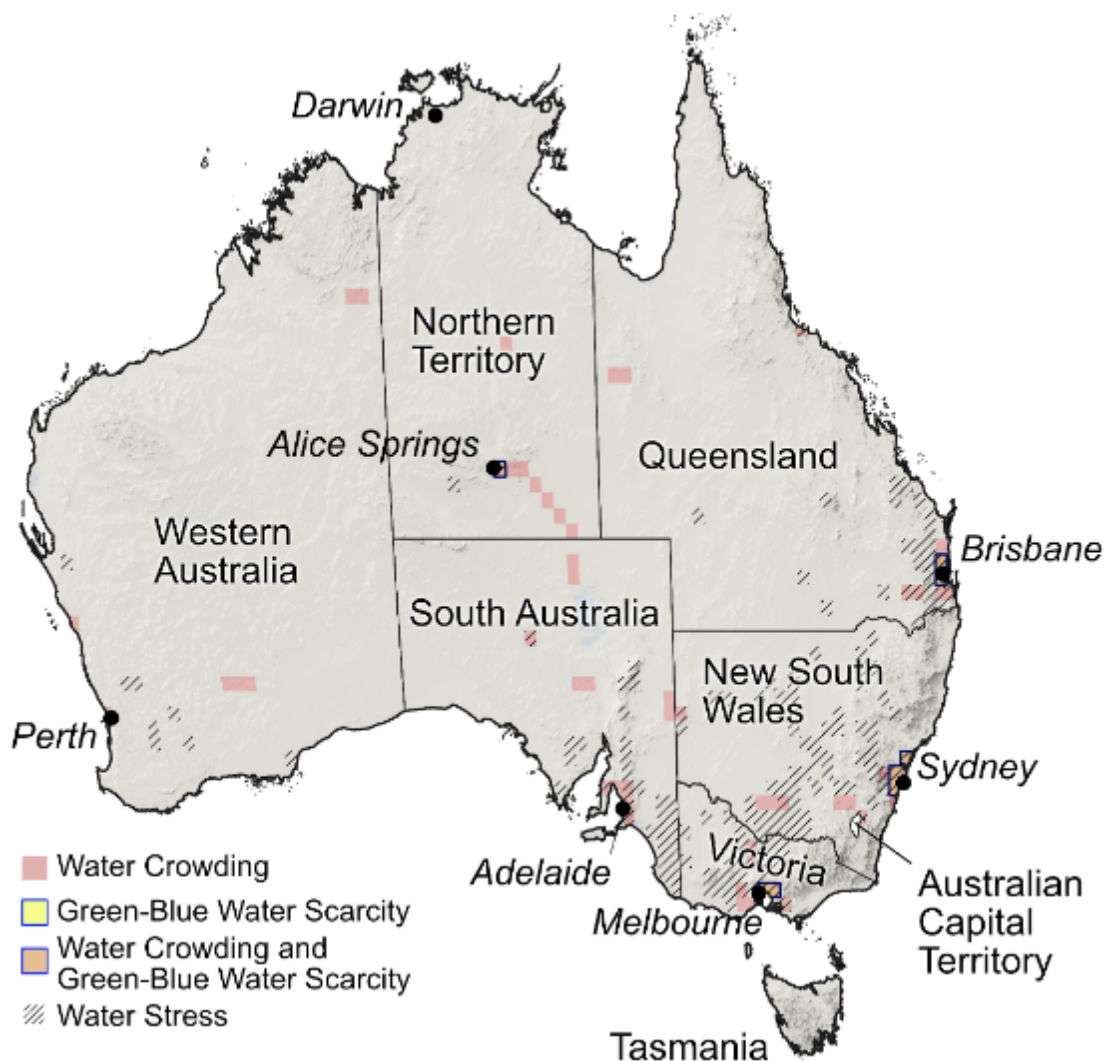 Darwin
Northern
Territory
Alice Springs
Queensland
Western
Australia
Brisbane
South Australia
New South
Wales
Perth
Sydney
Adelaide
Victoria
Melbourne
Australian
Capital
Territory
Tasmania
Water Crowding
Green-Blue Water Scarcity
Water Crowding and
Green-Blue Water Scarcity
Water Stress